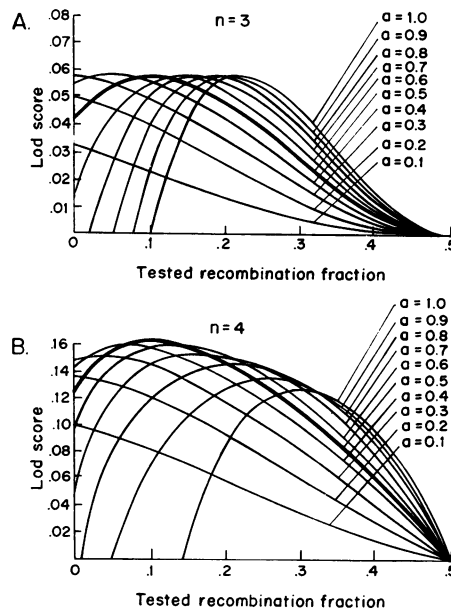 A.
n=3
Lod score
.08
.07
.06
.05
.04
.03
.02
.01
0
.1
.2
.3
.4
.5
a=1.0
a=0.9
a=0.8
a=0.7
a=0.6
a=0.5
a=0.4
a=0.3
a=0.2
a=0.1
Tested recombination fraction
B.
n=4
Lod score
.16
.14
.12
.10
.08
.06
.04
.02
0
.1
.2
.3
.4
.5
a=1.0
a=0.9
a=0.8
a=0.7
a=0.6
a=0.5
a=0.4
a=0.3
a=0.2
a=0.1
Tested recombination fraction